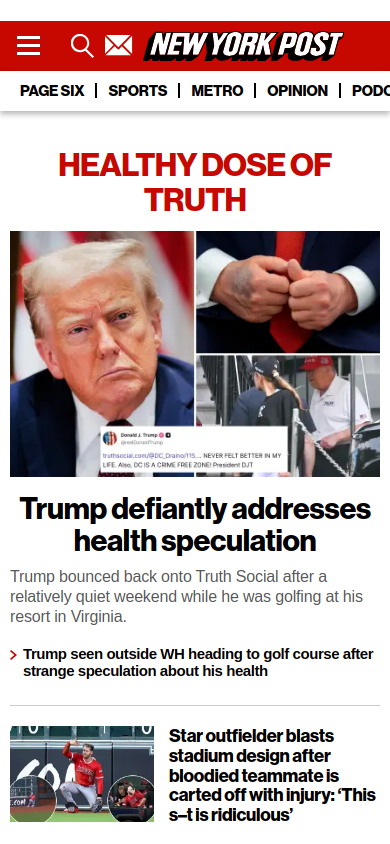 NEW YORK POST
PAGE SIX
SPORTS
METRO
OPINION
PODC
HEALTHY DOSE OF
TRUTH
Donald J. Trump
@realDonaldTrump
truthsocial.com/@DC_Draino/115... NEVER FELT BETTER IN MY
LIFE. Also, DC IS A CRIME FREE ZONE! President DJT
Trump defiantly addresses
health speculation
Trump bounced back onto Truth Social after a
relatively quiet weekend while he was golfing at his
resort in Virginia.
Trump seen outside WH heading to golf course after
strange speculation about his health
Star outfielder blasts
stadium design after
bloodied teammate is
carted off with injury: ‘This
s--t is ridiculous’